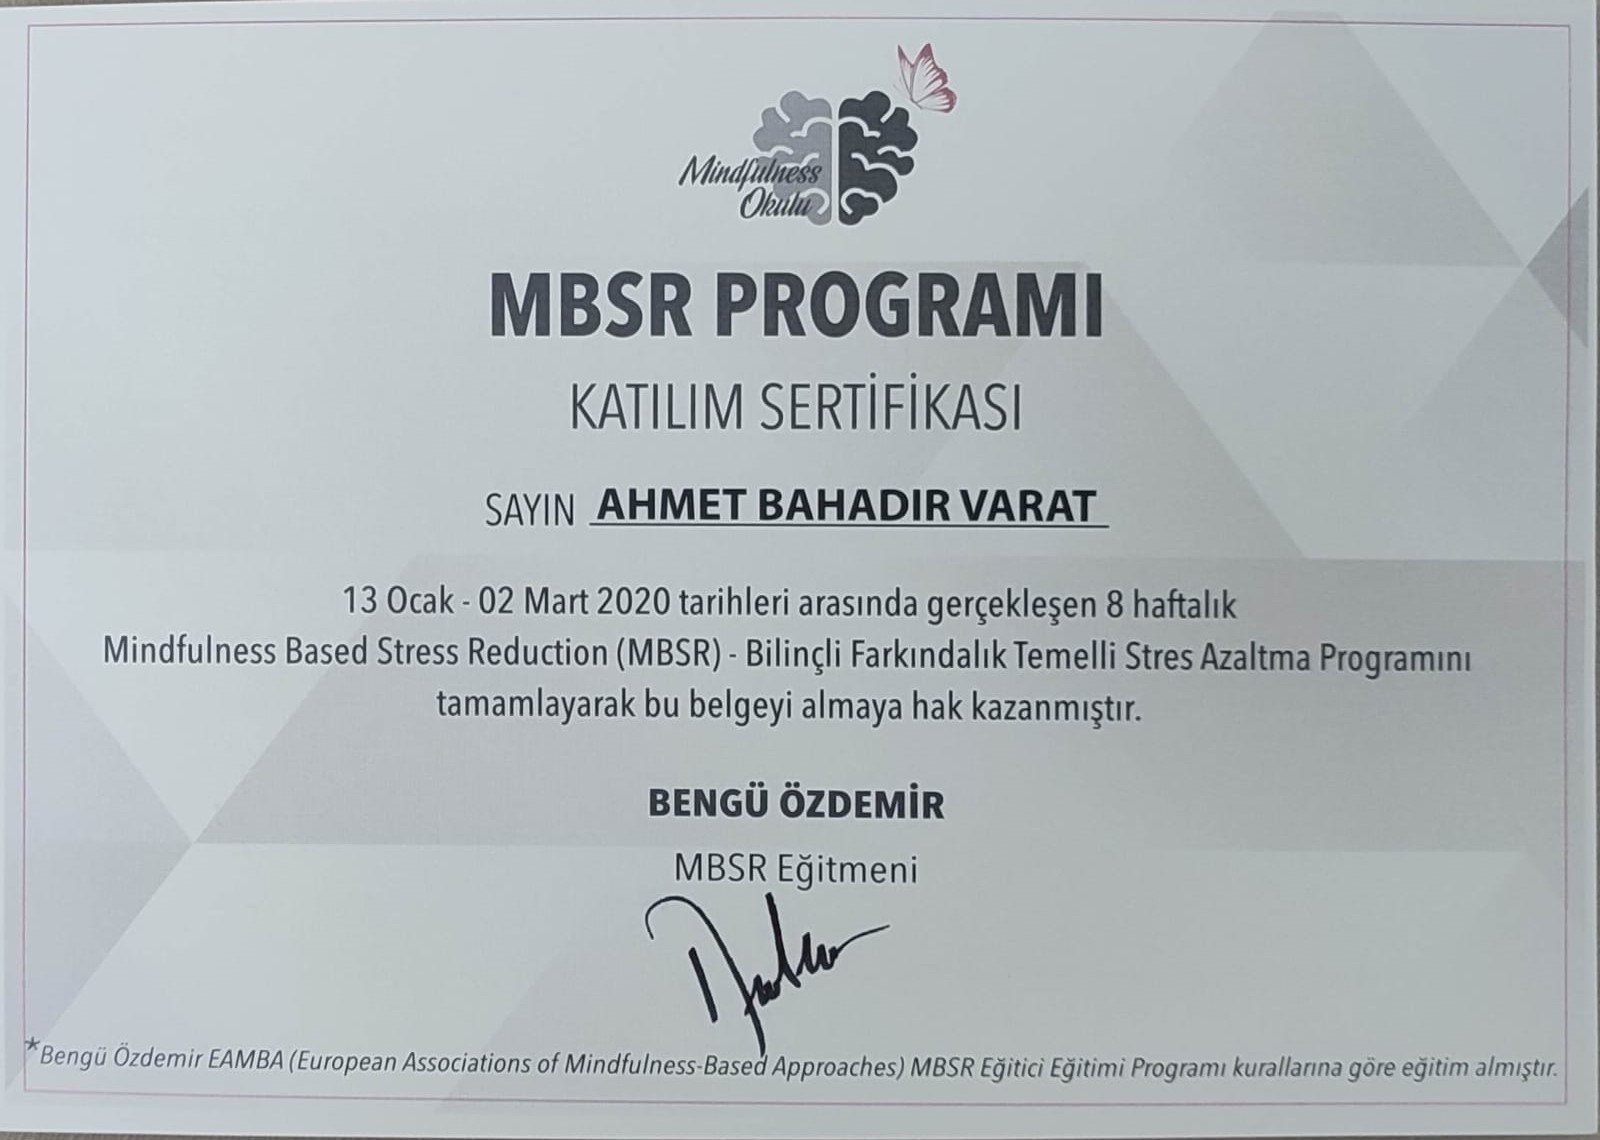 Mindfulness
Okulu
MBSR PROGRAMI
KATILIM SERTİFİKASI
SAYIN AHMET BAHADIR VARAT
13 Ocak - 02 Mart 2020 tarihleri arasında gerçekleşen 8 haftalık
Mindfulness Based Stress Reduction (MBSR) - Bilinçli Farkındalık Temelli Stres Azaltma Programını
tamamlayarak bu belgeyi almaya hak kazanmıştır.
BENGÜ ÖZDEMİR
MBSR Eğitmeni
*Bengü Özdemir EAMBA (European Associations of Mindfulness-Based Approaches) MBSR Eğitici Eğitimi Programı kurallarına göre eğitim almıştır.